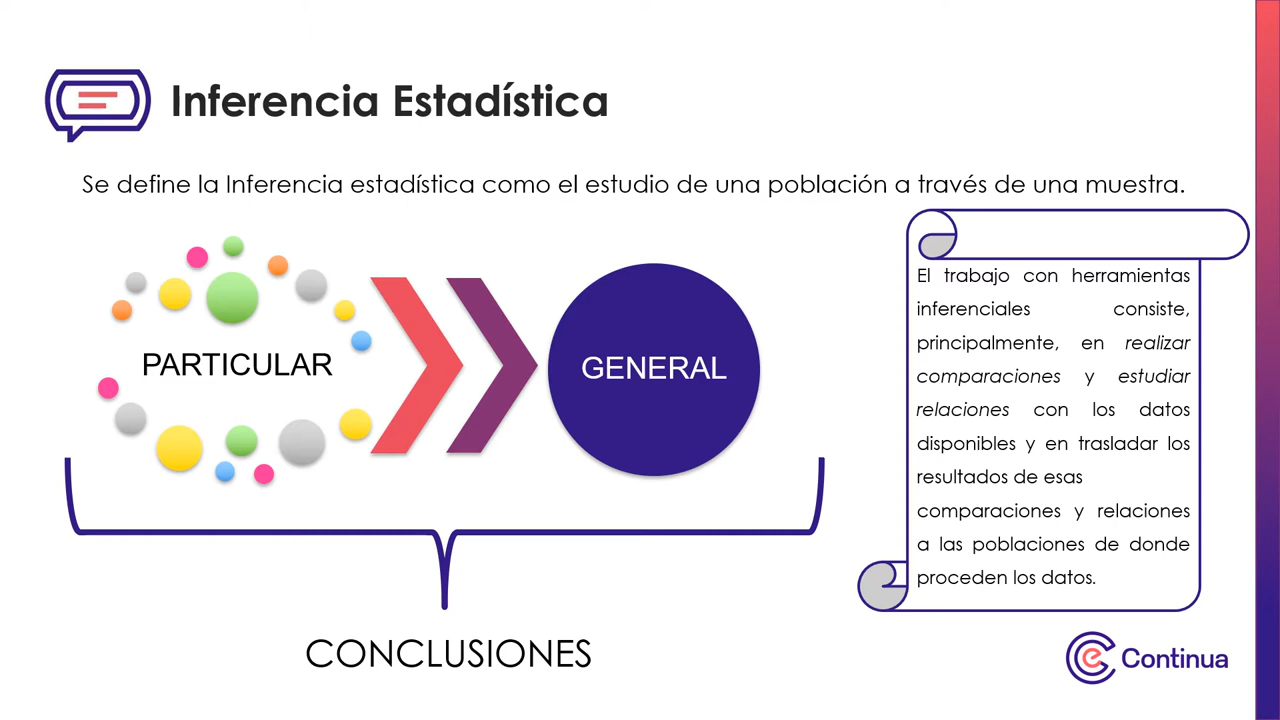 Inferencia Estadística
Se define la Inferencia estadística como el estudio de una población a través de una muestra.
PARTICULAR
GENERAL
CONCLUSIONES
El trabajo con herramientas
inferenciales consiste,
principalmente, en realizar
comparaciones y estudiar
relaciones con los datos
disponibles y en trasladar los
resultados de esas
comparaciones y relaciones
a las poblaciones de donde
proceden los datos.
Continua